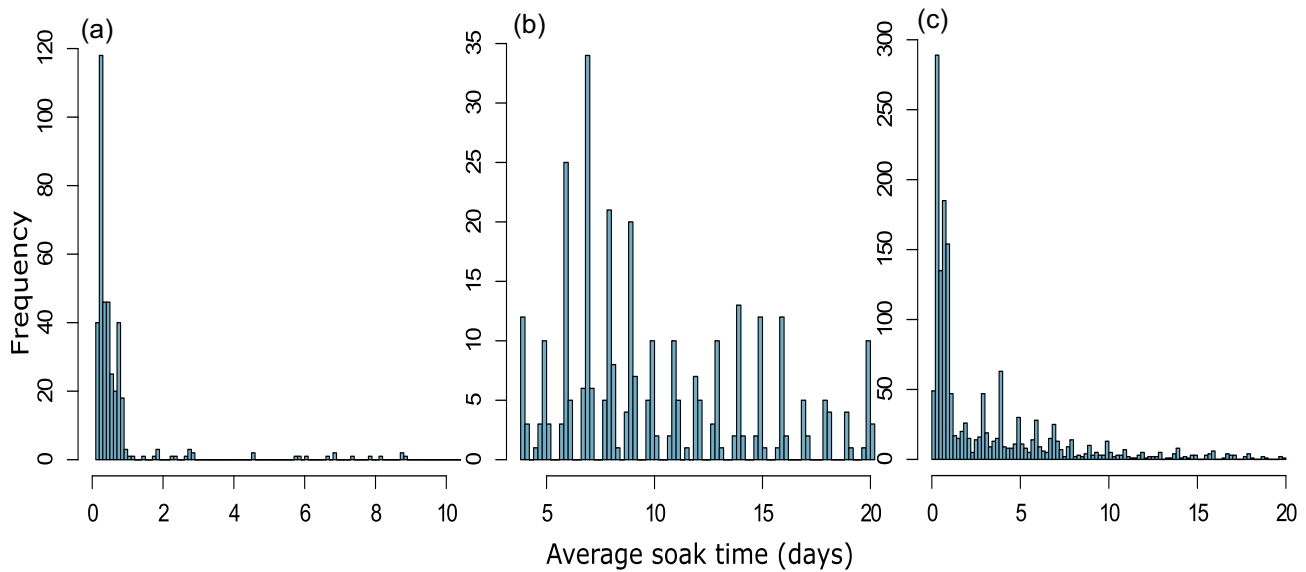 (a)
(b)
(c)
Frequency
0 20 40 60 80 100 120
0 2 4 6 8 10
0 5 10 15 20 25 30 35
5 10 15 20
0 50 100 150 200 250 300
0 5 10 15 20
Average soak time (days)